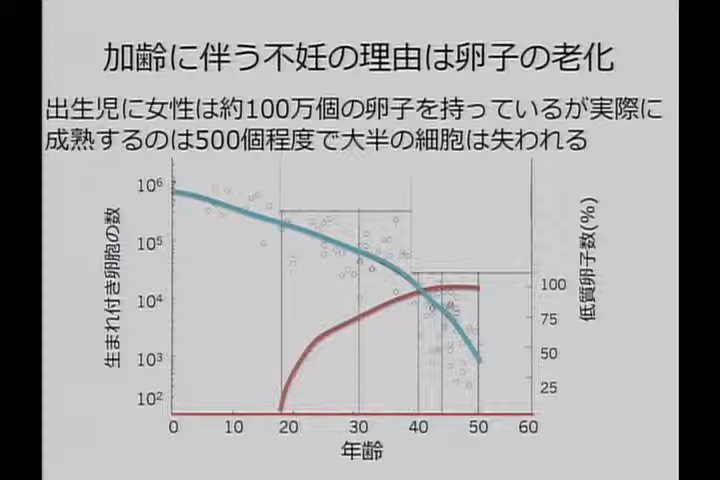 加齢に伴う不妊の理由は卵子の老化
出生児に女性は約100万個の卵子を持っているが実際に
成熟するのは500個程度で大半の細胞は失われる
生まれ付き卵胞の数
10⁶
10⁵
10⁴
10³
10²
低質卵子数(%)
100
75
50
25
0 10 20 30 40 50 60
年齢